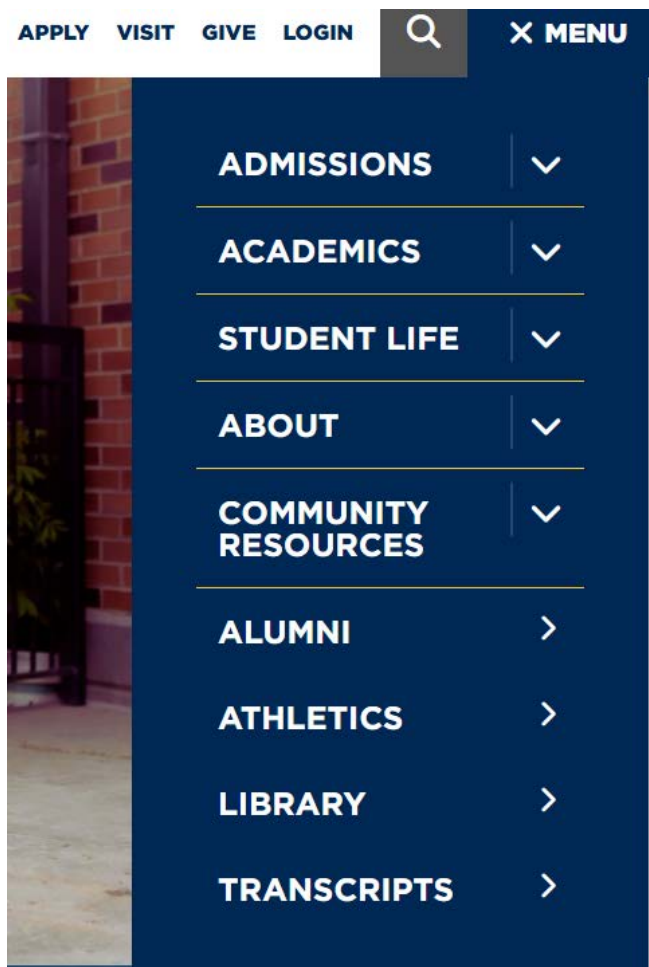 APPLY VISIT GIVE LOGIN MENU
ADMISSIONS
ACADEMICS
STUDENT LIFE
ABOUT
COMMUNITY
RESOURCES
ALUMNI
ATHLETICS
LIBRARY
TRANSCRIPTS